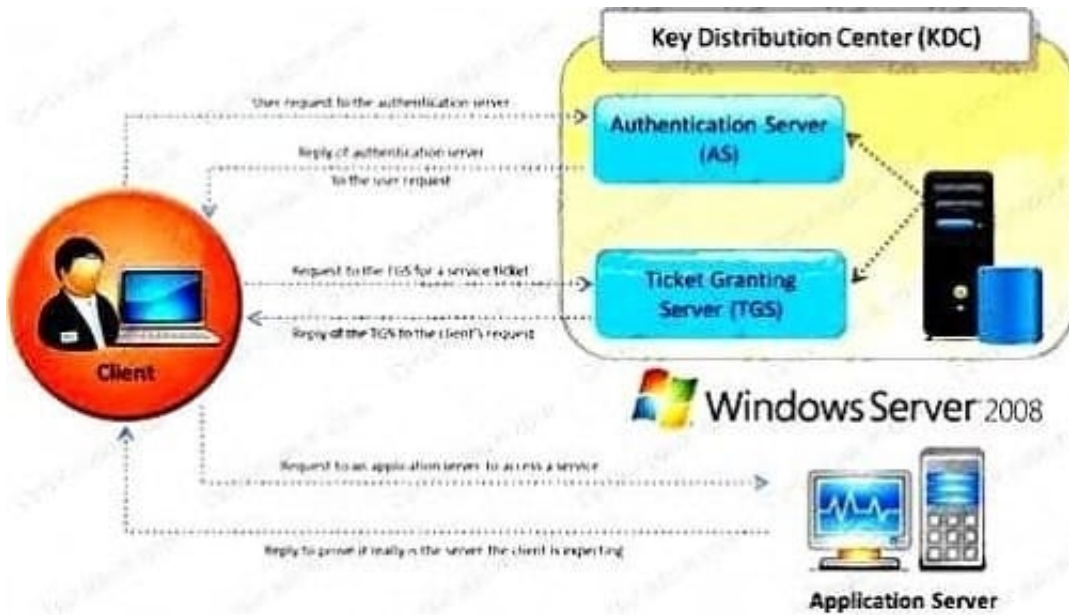 Key Distribution Center (KDC)
User request to the authentication server
Authentication Server
(AS)
Reply of authentication server
to the user request
Request to the TGS for a service ticket
Ticket Granting
Server (TGS)
Reply of the TGS to the client's request
Client
Windows Server 2008
Request to an application server to access a service
Reply to prove it really is the server the client is expecting
Application Server